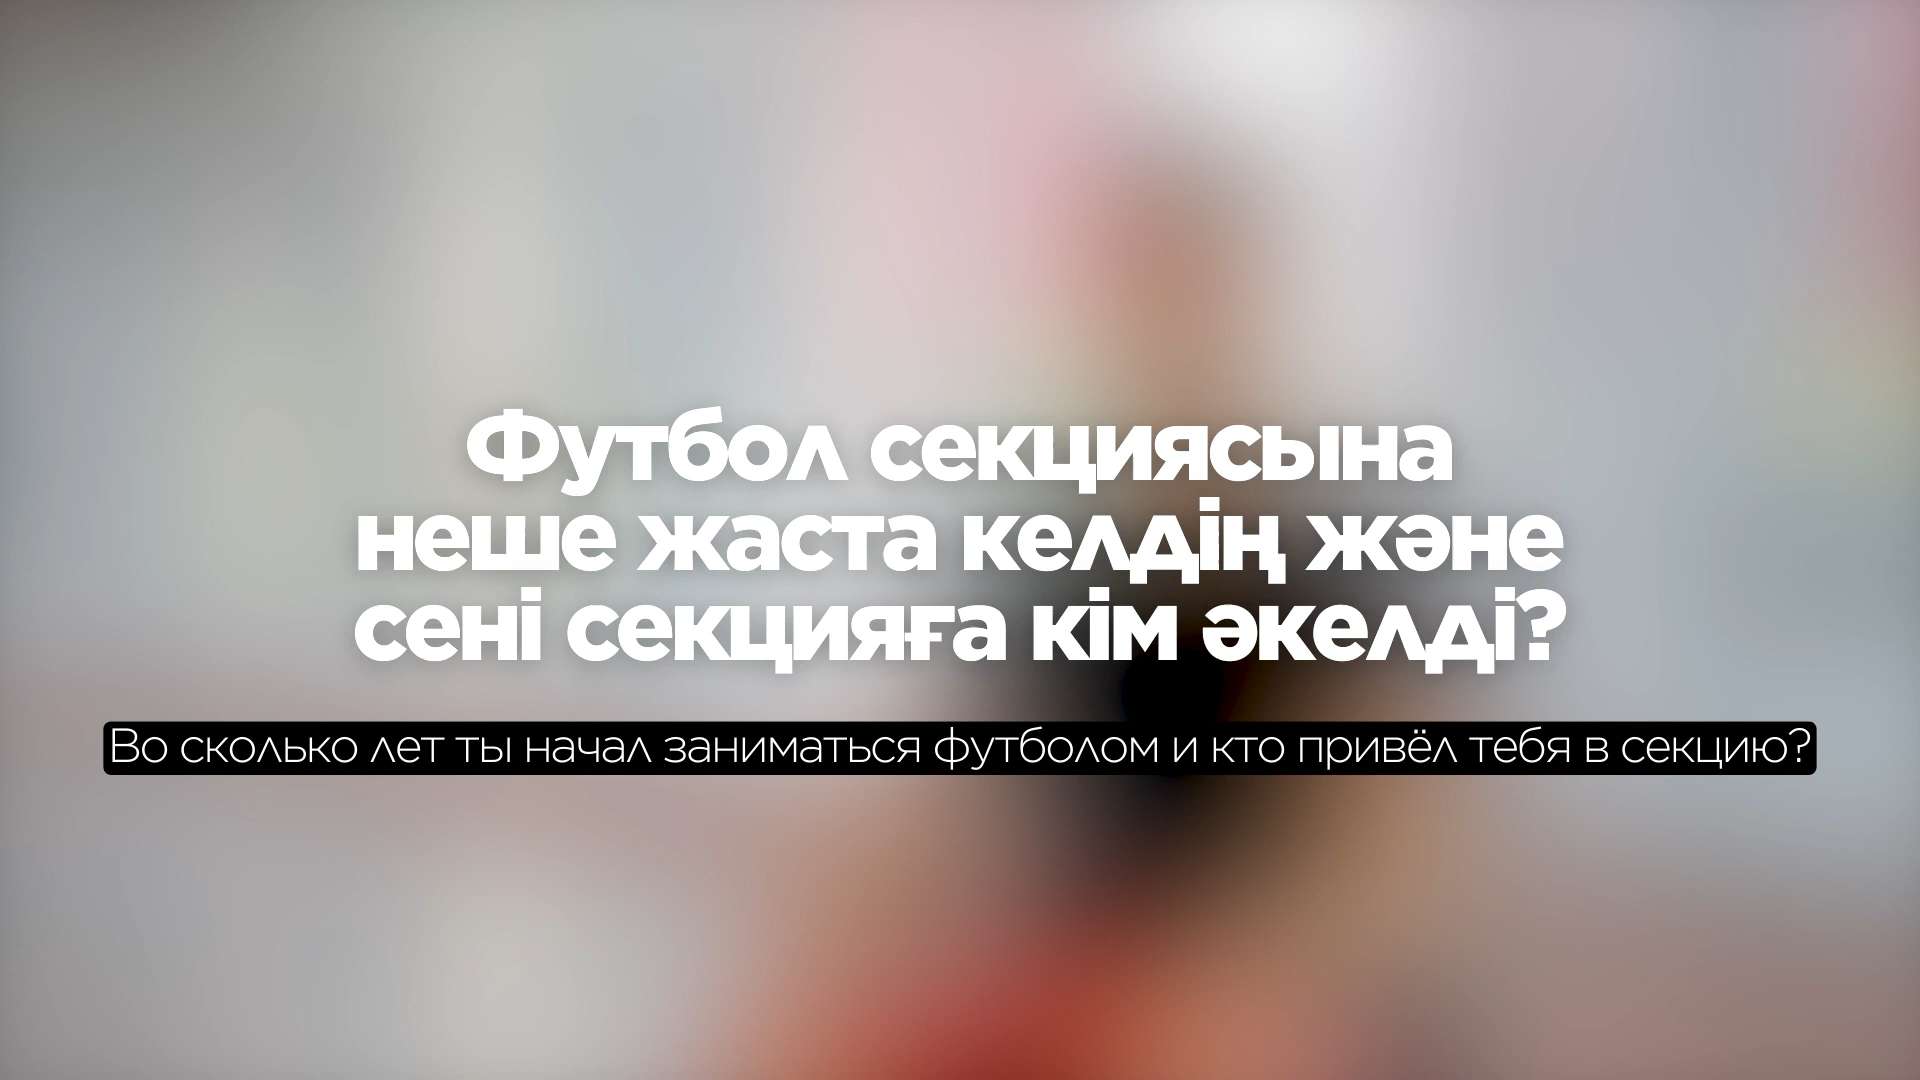 Футбол секциясына
неше жаста келдің және
сені секцияға кім әкелді?
Во сколько лет ты начал заниматься футболом и кто привёл тебя в секцию?